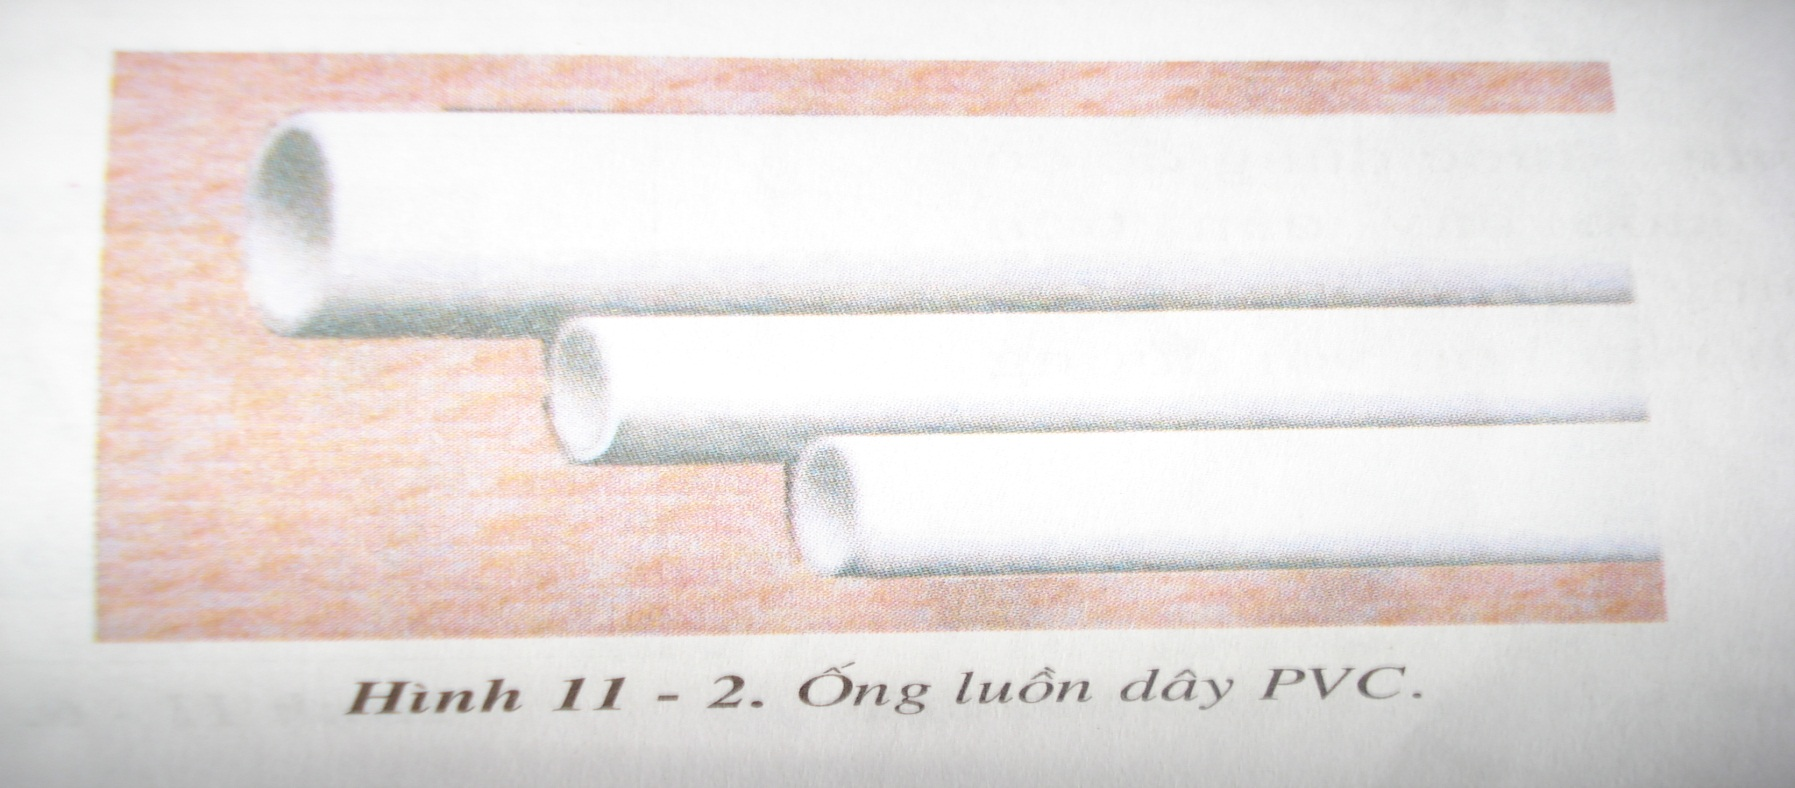 Hình 11 - 2. Ống luồn dây PVC.